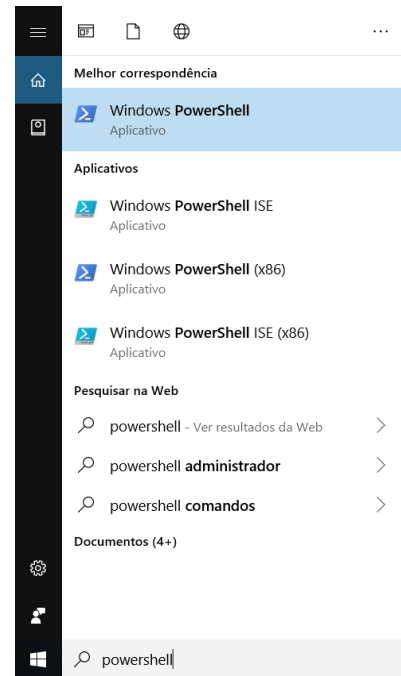 Melhor correspondência
Windows PowerShell
Aplicativo
Aplicativos
Windows PowerShell ISE
Aplicativo
Windows PowerShell (x86)
Aplicativo
Windows PowerShell ISE (x86)
Aplicativo
Pesquisar na Web
powershell - Ver resultados da Web
powershell administrador
powershell comandos
Documentos (4+)
powershell